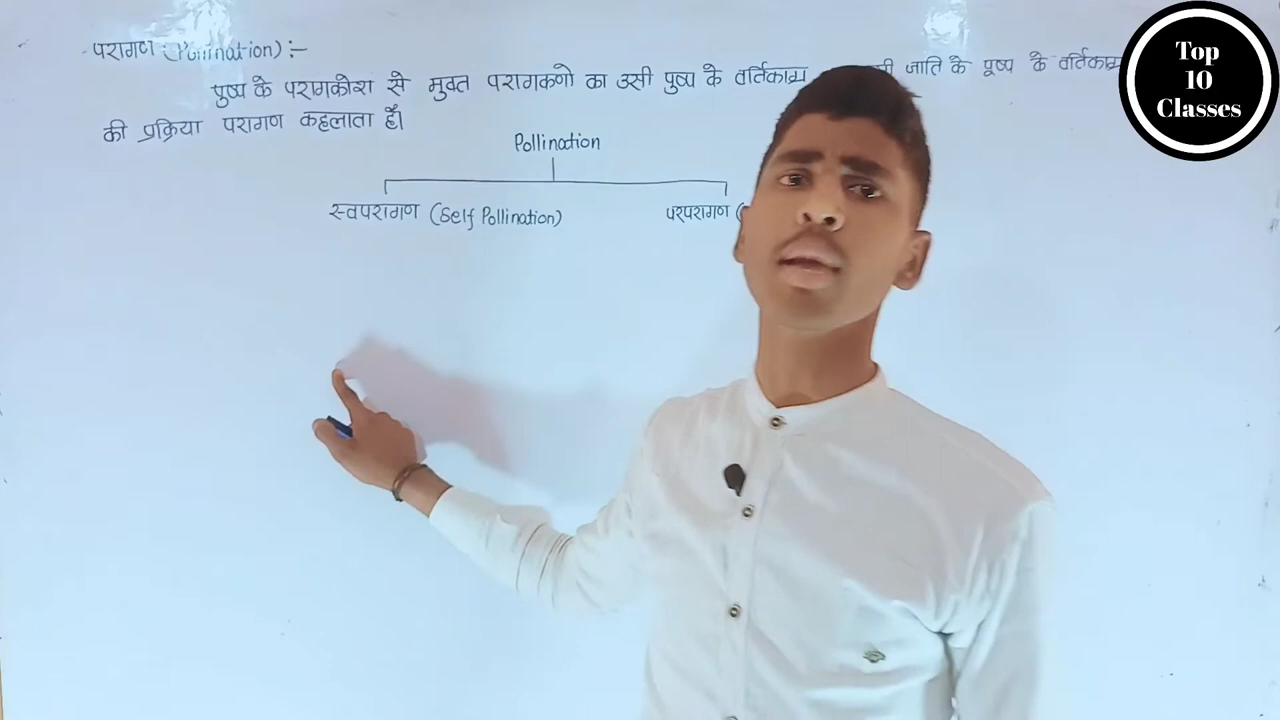 परागण (Pollination) :-
पुष्प के परागकोश से मुक्त परागकणो का उसी पुष्प के वर्तिकाग्र जाति के पुष्प के वर्तिकाग्र
की प्रक्रिया परागण कहलाता है।
Pollination
स्वपरागण (Self Pollination) परपरागण (
Top
10
Classes